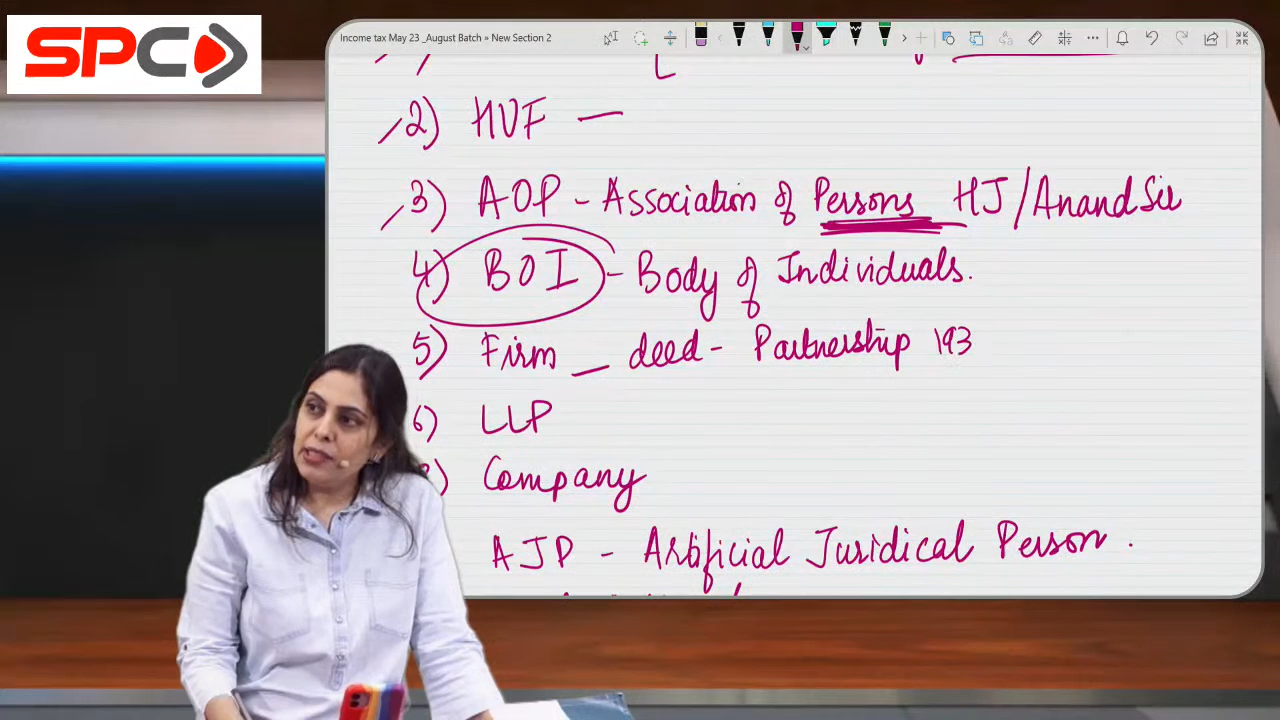 SPC
Income tax May 23 _August Batch » New Section 2
2) HUF —
3) AOP - Association of Persons HJ/Anand
4) BOI - Body of Individuals.
5) Firm _ deed - Partnership 193
6) LLP
Company
AJP - Artificial Juridical Person.